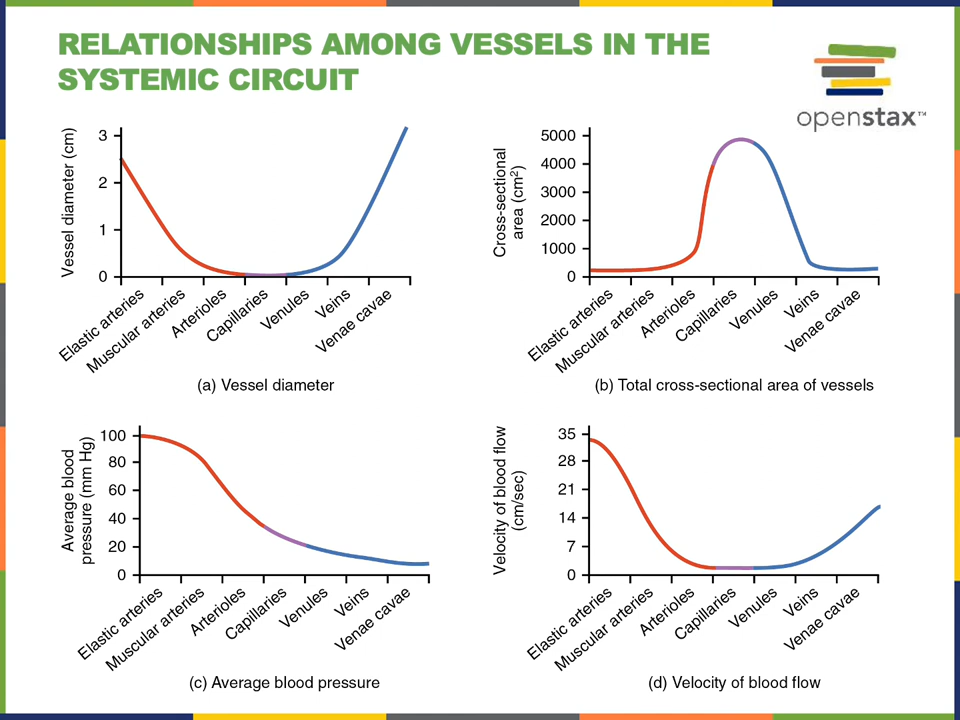 RELATIONSHIPS AMONG VESSELS IN THE
SYSTEMIC CIRCUIT
openstax™
Vessel diameter (cm)
3
2
1
0
Elastic arteries
Muscular arteries
Arterioles
Capillaries
Venules
Veins
Venae cavae
(a) Vessel diameter
Cross-sectional
area (cm²)
5000
4000
3000
2000
1000
0
Elastic arteries
Muscular arteries
Arterioles
Capillaries
Venules
Veins
Venae cavae
(b) Total cross-sectional area of vessels
Average blood
pressure (mm Hg)
100
80
60
40
20
0
Elastic arteries
Muscular arteries
Arterioles
Capillaries
Venules
Veins
Venae cavae
(c) Average blood pressure
Velocity of blood flow
(cm/sec)
35
28
21
14
7
0
Elastic arteries
Muscular arteries
Arterioles
Capillaries
Venules
Veins
Venae cavae
(d) Velocity of blood flow